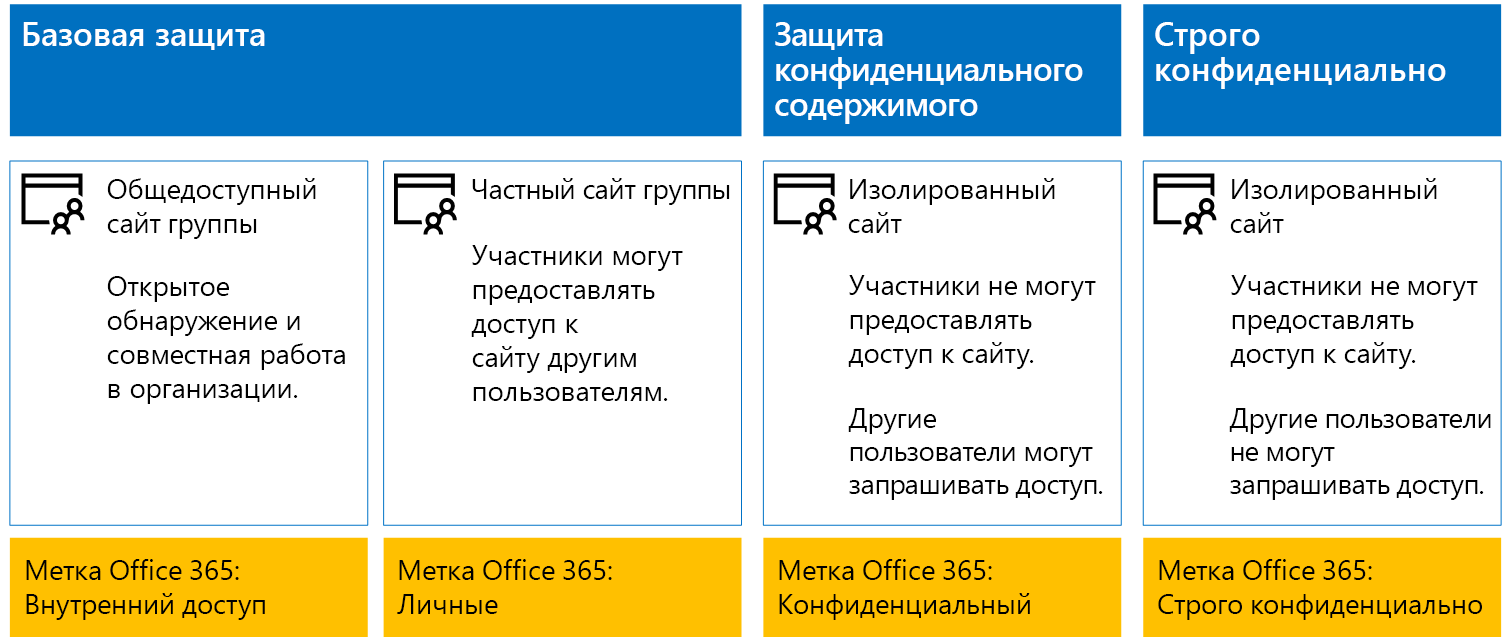 Базовая защита
Защита
конфиденциального
содержимого
Строго
конфиденциально
Общедоступный
сайт группы
Открытое
обнаружение и
совместная работа
в организации.
Частный сайт группы
Участники могут
предоставлять
доступ к
сайту другим
пользователям.
Изолированный
сайт
Участники не могут
предоставлять
доступ к сайту.
Другие
пользователи могут
запрашивать доступ.
Изолированный
сайт
Участники не могут
предоставлять
доступ к сайту.
Другие пользователи
не могут
запрашивать доступ.
Метка Office 365:
Внутренний доступ
Метка Office 365:
Личные
Метка Office 365:
Конфиденциальный
Метка Office 365:
Строго конфиденциально